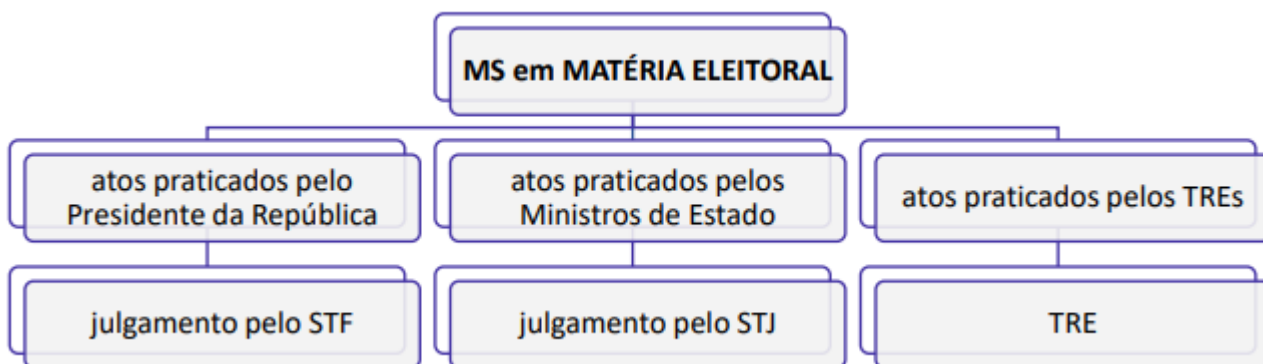 MS em MATÉRIA ELEITORAL
atos praticados pelo
Presidente da República
atos praticados pelos
Ministros de Estado
atos praticados pelos TREs
julgamento pelo STF
julgamento pelo STJ
TRE